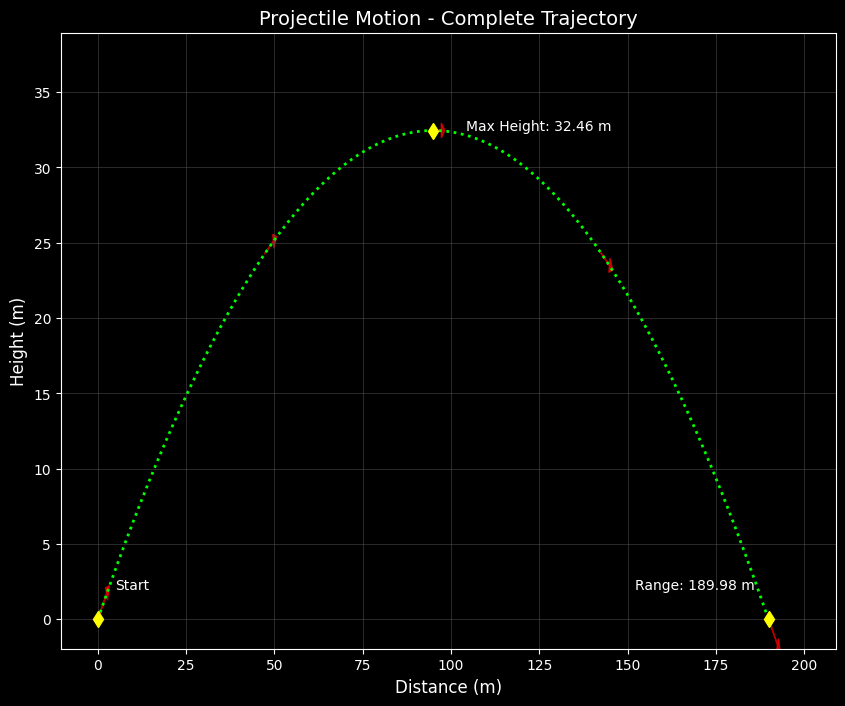 Projectile Motion - Complete Trajectory
Height (m)
35
30
25
20
15
10
5
0
Max Height: 32.46 m
Start
Range: 189.98 m
0 25 50 75 100 125 150 175 200
Distance (m)